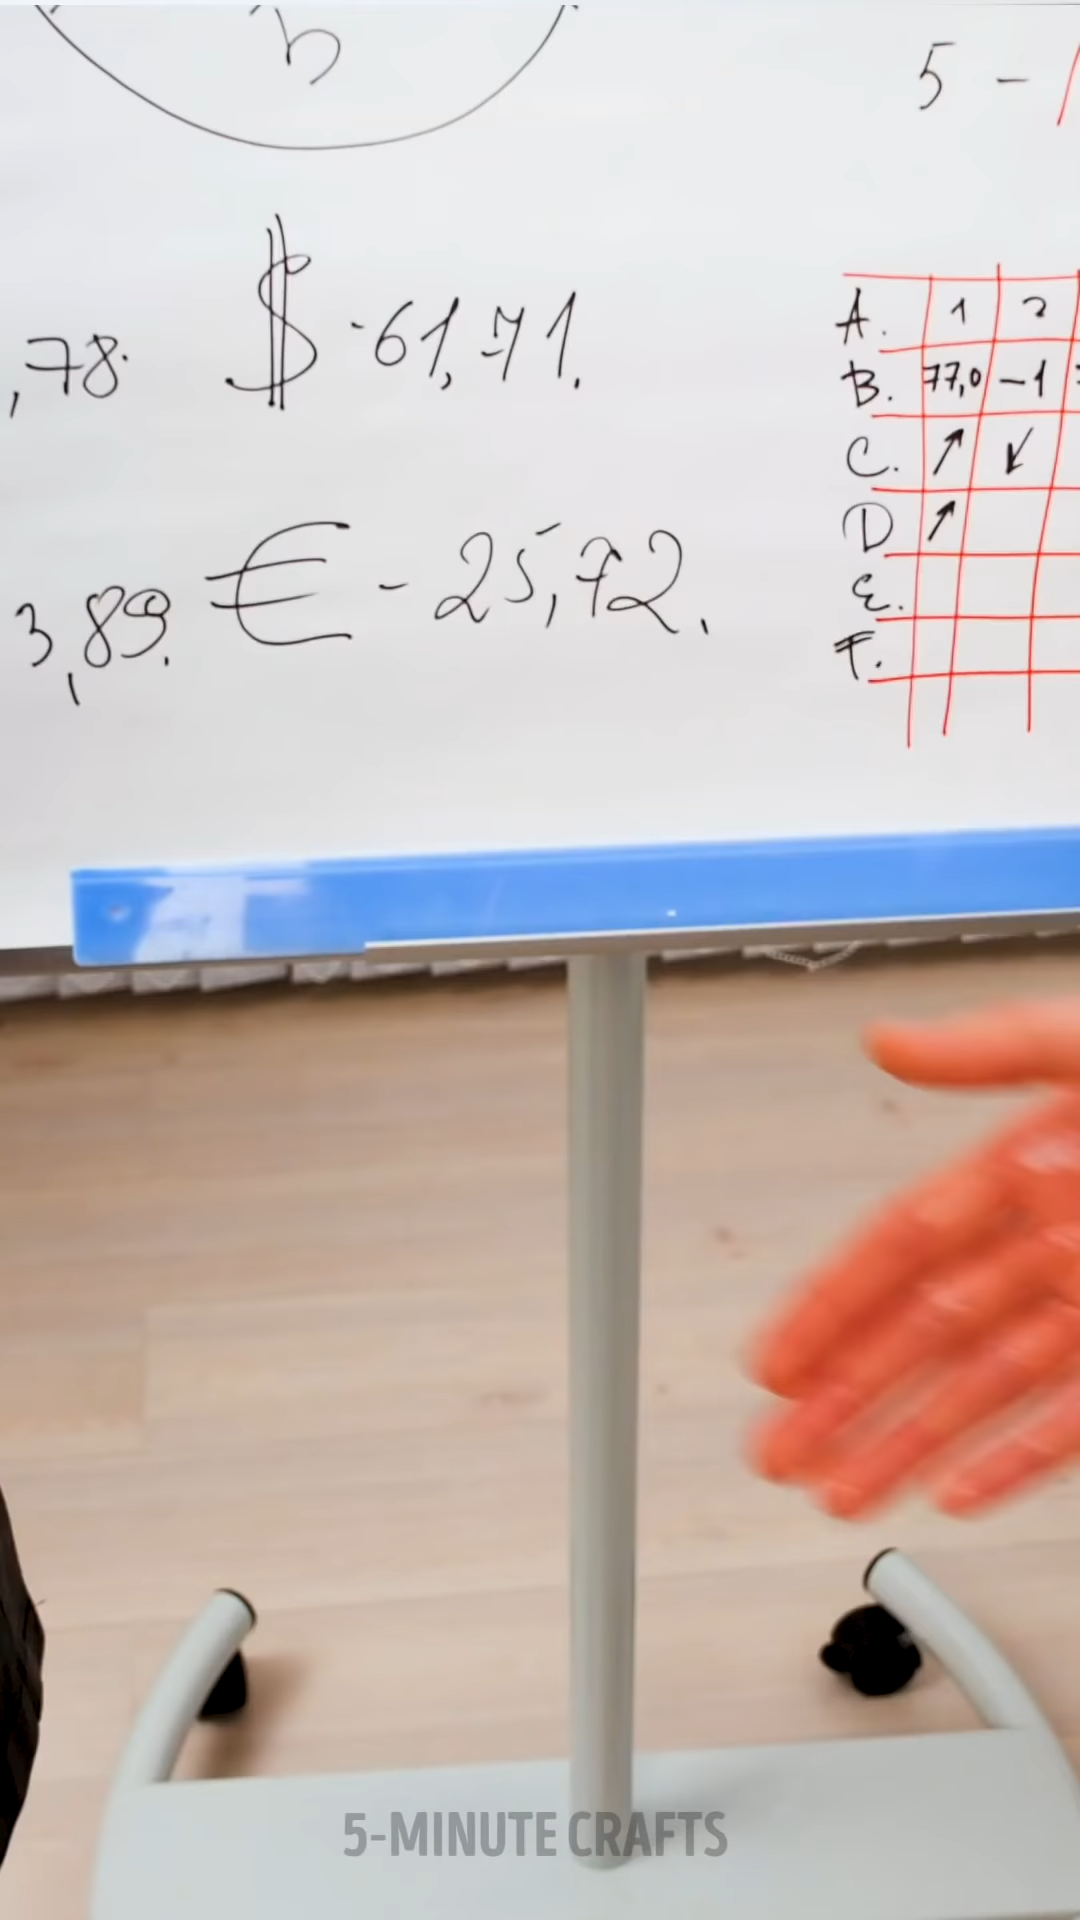 b
5 -
,78. $ -61,71.
3,89. € - 25,72.
A. 1 2
B. 77,0 -1
C. ↗ ↙
D ↗
E.
F.
5-MINUTE CRAFTS